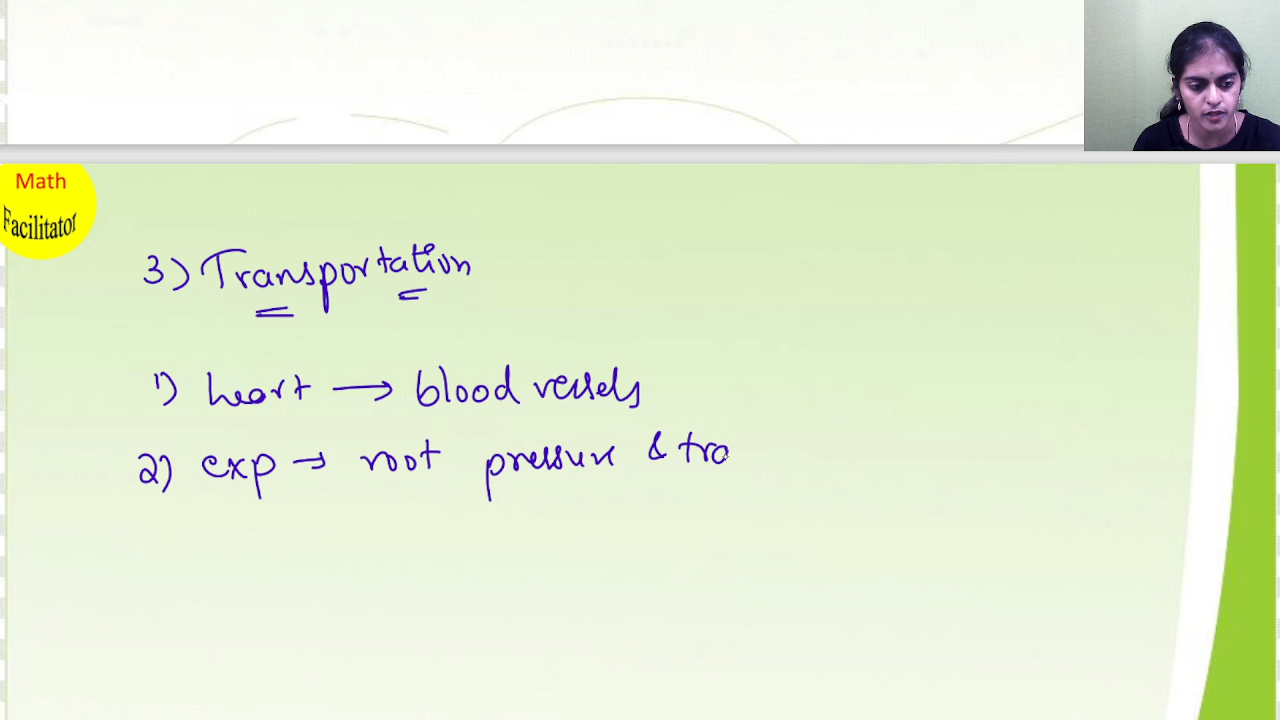 Math
Facilitator
3) Transportation
1) heart → blood vessels
2) exp → root pressure & tra